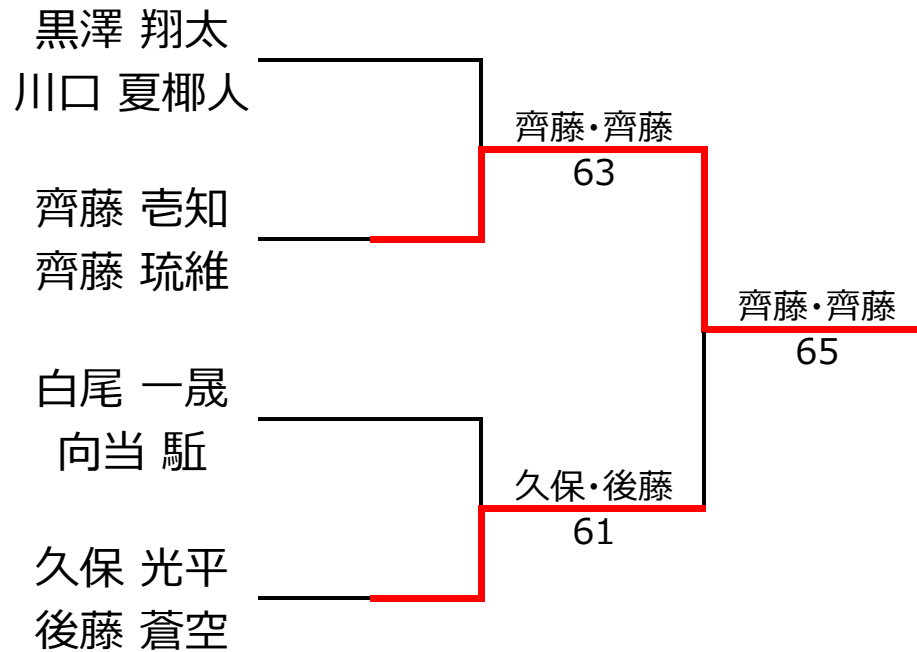 黒澤 翔太
川口 夏椰人
齊藤・齊藤
63
齊藤 壱知
齊藤 琉維
齊藤・齊藤
65
白尾 一晟
向当 駈
久保・後藤
61
久保 光平
後藤 蒼空